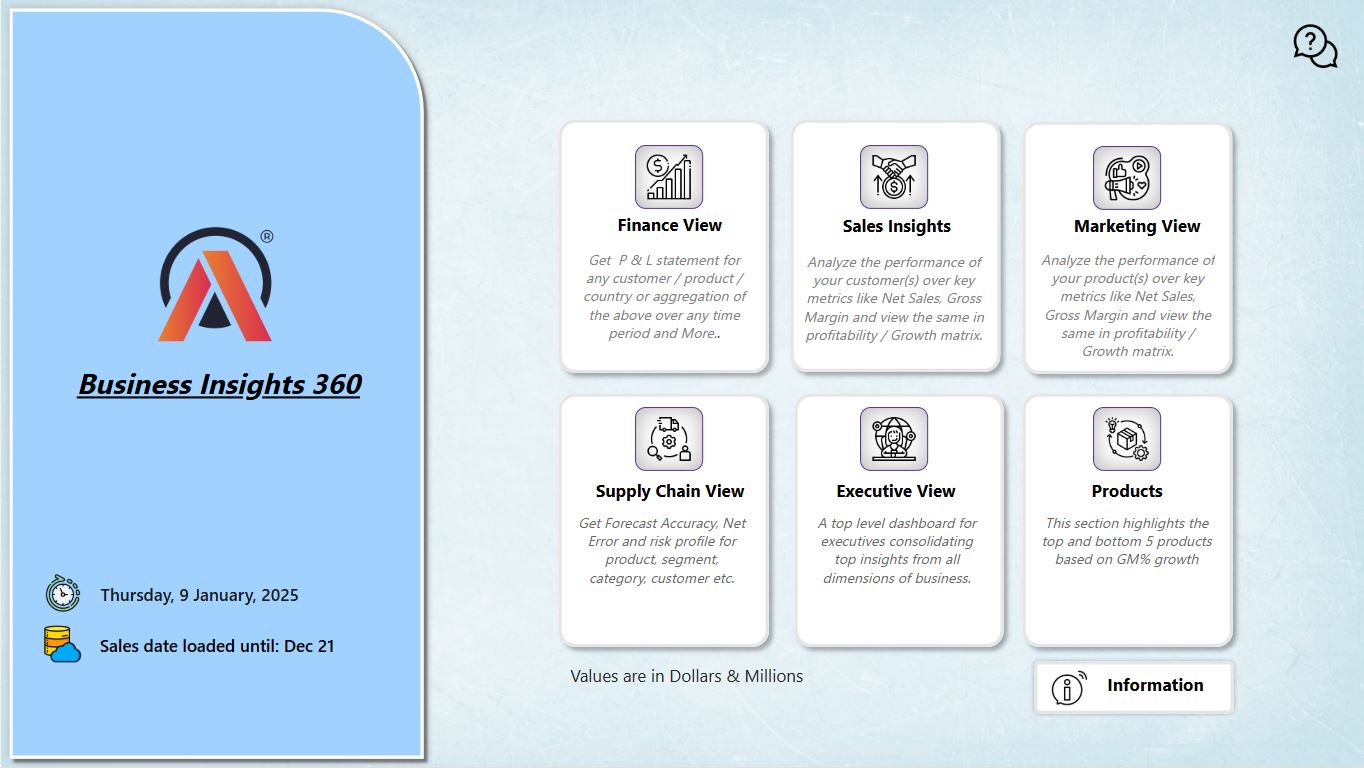 ®
Business Insights 360
Thursday, 9 January, 2025
Sales date loaded until: Dec 21
Finance View
Get P & L statement for
any customer / product /
country or aggregation of
the above over any time
period and More..
Sales Insights
Analyze the performance of
your customer(s) over key
metrics like Net Sales, Gross
Margin and view the same in
profitability / Growth matrix.
Marketing View
Analyze the performance of
your product(s) over key
metrics like Net Sales,
Gross Margin and view the
same in profitability /
Growth matrix.
Supply Chain View
Get Forecast Accuracy, Net
Error and risk profile for
product, segment,
category, customer etc.
Executive View
A top level dashboard for
executives consolidating
top insights from all
dimensions of business.
Products
This section highlights the
top and bottom 5 products
based on GM% growth
Values are in Dollars & Millions
Information